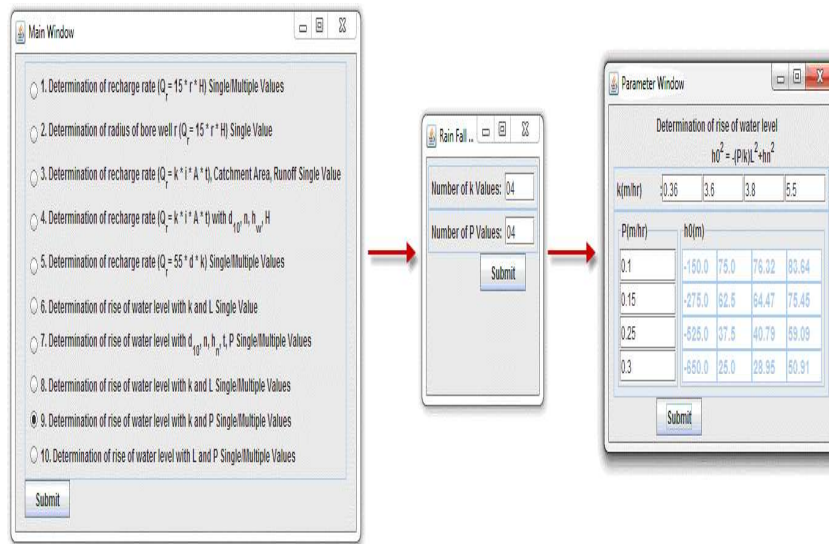 Main Window
1. Determination of recharge rate (Qr = 15 * r * H) Single/Multiple Values
2. Determination of radius of bore well r (Qr = 15 * r * H) Single Value
3. Determination of recharge rate (Qr = k * i * A * t), Catchment Area, Runoff Single Value
4. Determination of recharge rate (Qr = k * i * A * t) with d10, n, hw, H
5. Determination of recharge rate (Qr = 55 * d * k) Single/Multiple Values
6. Determination of rise of water level with k and L Single Value
7. Determination of rise of water level with d10, n, hn, t, P Single/Multiple Values
8. Determination of rise of water level with k and L Single/Multiple Values
9. Determination of rise of water level with k and P Single/Multiple Values
10. Determination of rise of water level with L and P Single/Multiple Values
Submit
Rain Fall ...
Number of k Values: 04
Number of P Values: 04
Submit
Parameter Window
Determination of rise of water level
h0² = -(P/k)L²+hn²
k(m/hr) : 0.36 3.6 3.8 5.5
P(m/hr) h0(m)
0.1 -150.0 75.0 76.32 83.64
0.15 -275.0 62.5 64.47 75.45
0.25 -525.0 37.5 40.79 59.09
0.3 -650.0 25.0 28.95 50.91
Submit